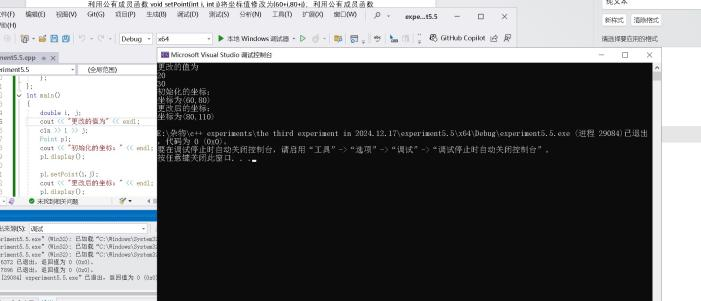 利用公有成员函数 void setPoint(int i, int j)将坐标值修改为(60+i,80+j)，利用公有成员函数
纯文本
文件(F) 编辑(E) 视图(V) Git(G) 项目(P) 生成(B) 调试(D) 测试(S) 分析(N) 工具(T) 扩展(X) 窗口(W)
expe...t5.5
帮助(H)
新样式 清除格式
Debug x64 本地 Windows 调试器 GitHub Copilot
请选择要应用的格式
experiment5.5.cpp
experiment5.5 (全局范围)
};
};
int main()
{
double i, j;
cout << "更改的值为" << endl;
cin >> i >> j;
Point p1;
cout << "初始化的坐标：" << endl;
p1.display();
p1.setPoint(i,j);
cout << "更改后的坐标：" << endl;
p1.display();
未找到相关问题
Microsoft Visual Studio 调试控制台
更改的值为
20
30
初始化的坐标：
坐标为(60,80)
更改后的坐标：
坐标为(80,110)
E:\杂物\c++ experiments\the third experiment in 2024.12.17\experiment5.5\x64\Debug\experiment5.5.exe (进程 29084)已退出
，代码为 0 (0x0)。
要在调试停止时自动关闭控制台，请启用“工具”->“选项”->“调试”->“调试停止时自动关闭控制台”。
按任意键关闭此窗口. . .
调试
periment5.5.exe" (Win32): 已加载 "C:\Windows\System32
periment5.5.exe" (Win32): 已加载 "C:\Windows\System32
periment5.5.exe" (Win32): 已加载 "C:\Windows\System32
6372 已退出，返回值为 0 (0x0)。
7896 已退出，返回值为 0 (0x0)。
[29084] experiment5.5.exe" 已退出，返回值为 0 (0x0)